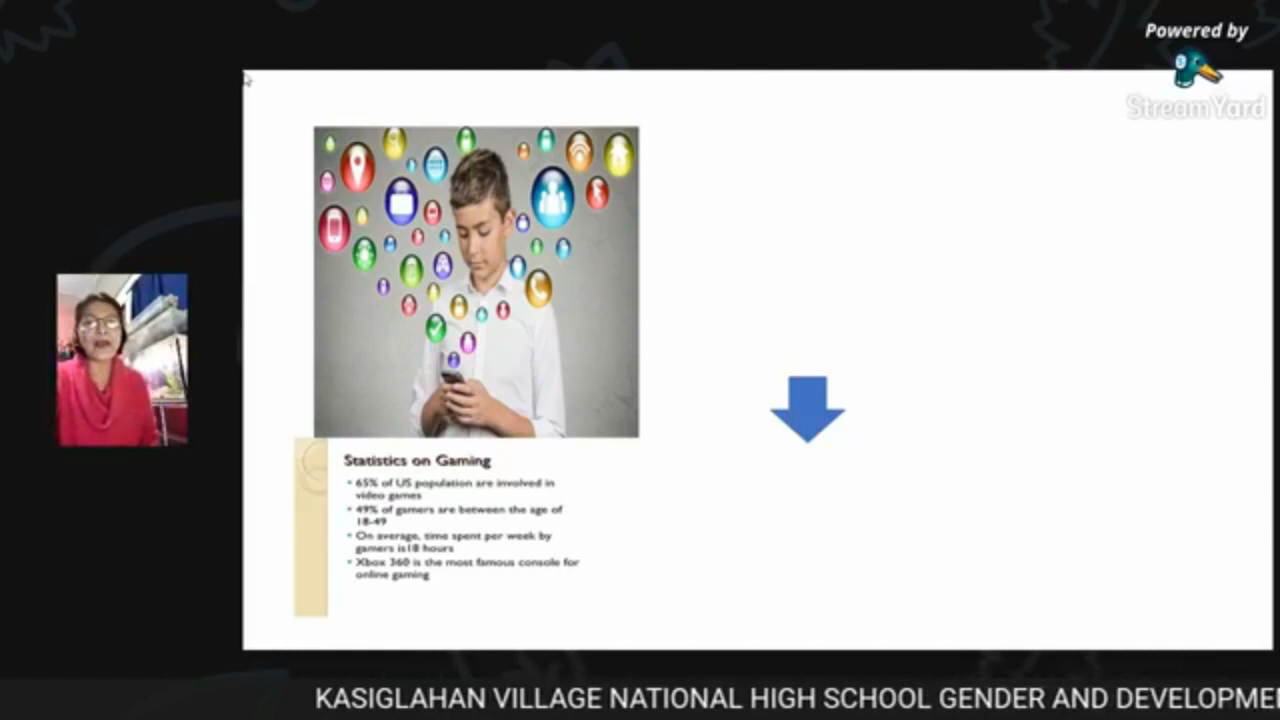 Powered by
StreamYard
Statistics on Gaming
• 65% of US population are involved in
video games
• 49% of gamers are between the age of
18-49
• On average, time spent per week by
gamers is18 hours
• Xbox 360 is the most famous console for
online gaming
KASIGLAHAN VILLAGE NATIONAL HIGH SCHOOL GENDER AND DEVELOPME